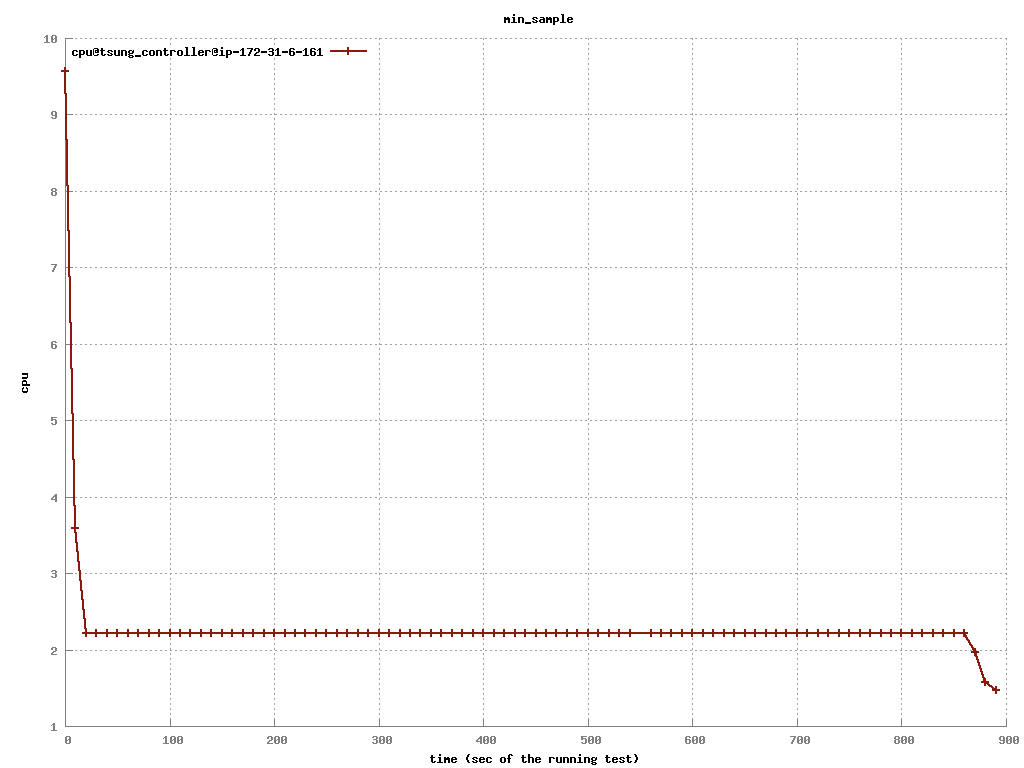 min_sample
cpu@tsung_controller@ip-172-31-6-161
10
9
8
7
6
5
4
3
2
1
cpu
0 100 200 300 400 500 600 700 800 900
time (sec of the running test)